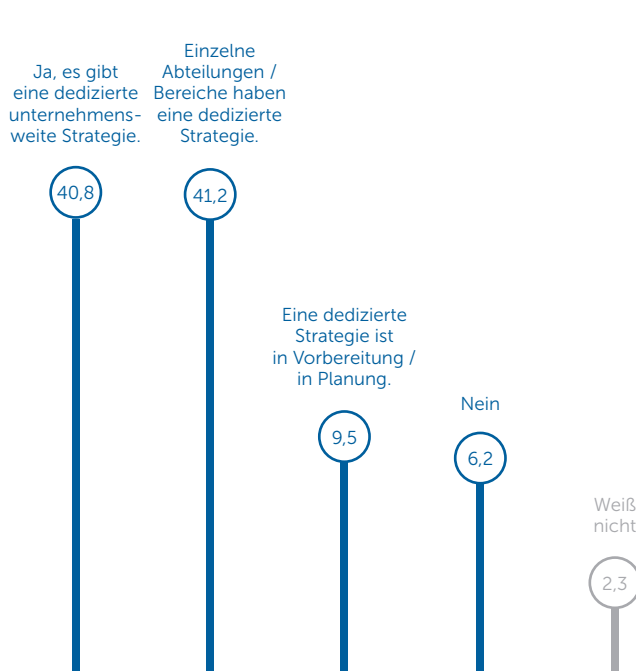 Ja, es gibt
eine dedizierte
unternehmens-
weite Strategie.
40,8
Einzelne
Abteilungen /
Bereiche haben
eine dedizierte
Strategie.
41,2
Eine dedizierte
Strategie ist
in Vorbereitung /
in Planung.
9,5
Nein
6,2
Weiß
nicht
2,3